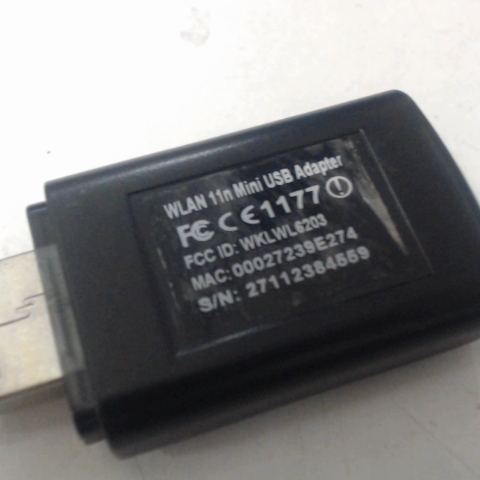 WLAN 11n Mini USB Adapter
FC CE1177
FCC ID: WKLWL6203
MAC: 00027239E274
S/N: 27112384559